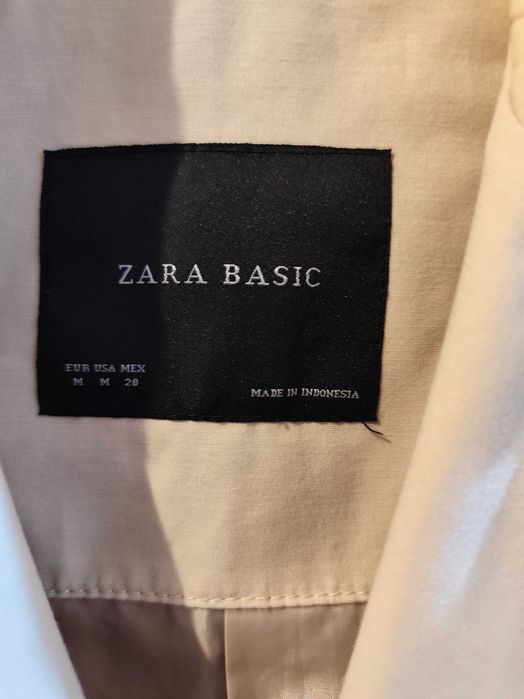 ZARA BASIC
EUR USA MEX
M M 28
MADE IN INDONESIA